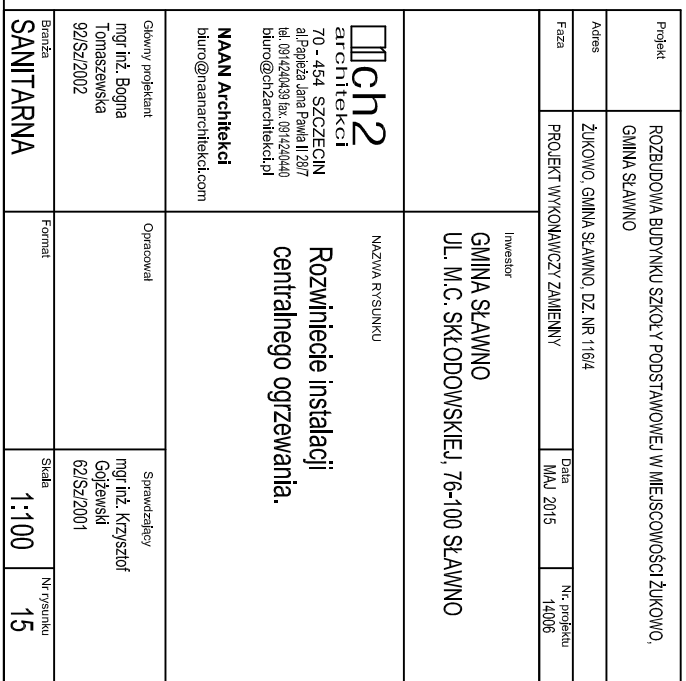 Projekt
ROZBUDOWA BUDYNKU SZKOŁY PODSTAWOWEJ W MIEJSCOWOŚCI ŻUKOWO,
GMINA SŁAWNO
Adres
ŻUKOWO, GMINA SŁAWNO, DZ. NR 116/4
Faza
PROJEKT WYKONAWCZY ZAMIENNY
Data
MAJ 2015
Nr. projektu
14006
Inwestor
GMINA SŁAWNO
UL. M.C. SKŁODOWSKIEJ, 76-100 SŁAWNO
ch2
architekci
70 - 454 SZCZECIN
al.Papieża Jana Pawła II 28/7
tel. 0914240439 fax. 0914240440
biuro@ch2architekci.pl
NAAN Architekci
biuro@naanarchitekci.com
NAZWA RYSUNKU
Rozwiniecie instalacji
centralnego ogrzewania.
Główny projektant
mgr inż. Bogna
Tomaszewska
92/Sz/2002
Opracował
Sprawdzający
mgr inż. Krzysztof
Gojżewski
62/Sz/2001
Branża
SANITARNA
Format
Skala
1:100
Nr rysunku
15